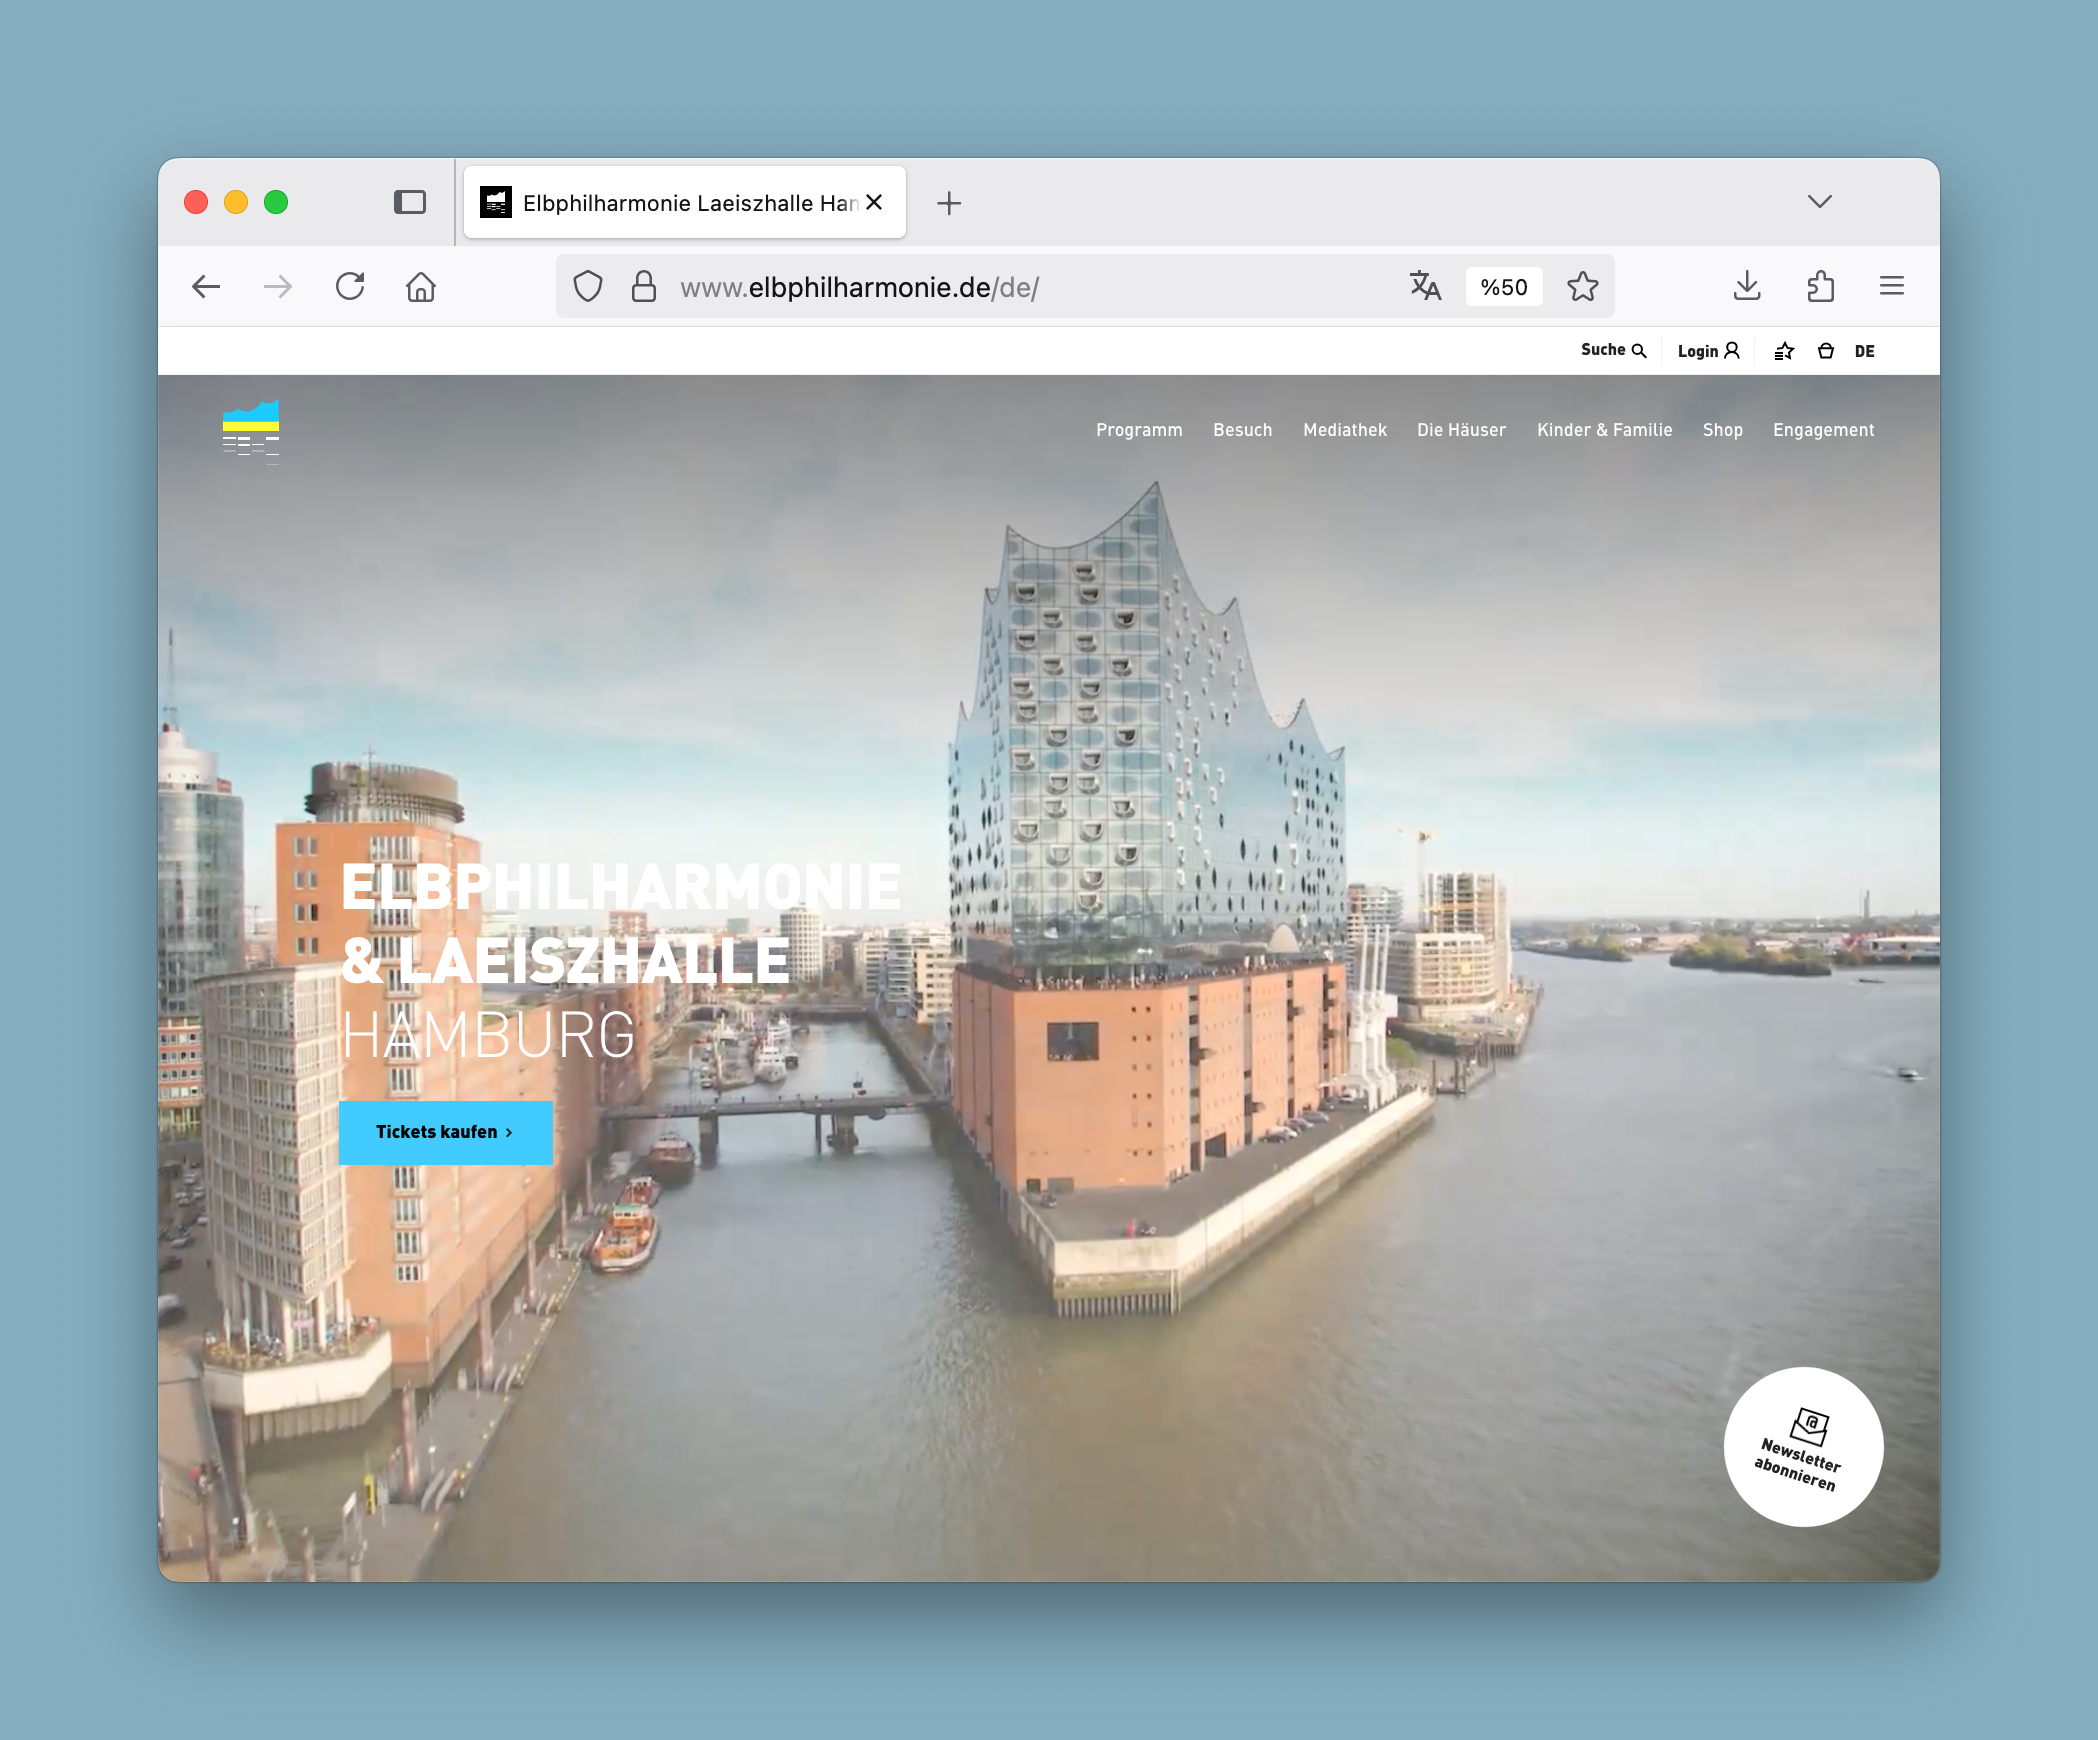 Elbphilharmonie Laeiszhalle Han
www.elbphilharmonie.de/de/
%50
Suche
Login
DE
Programm Besuch Mediathek Die Häuser Kinder & Familie Shop Engagement
ELBPHILHARMONIE
& LAEISZHALLE
HAMBURG
Tickets kaufen
@
Newsletter
abonnieren